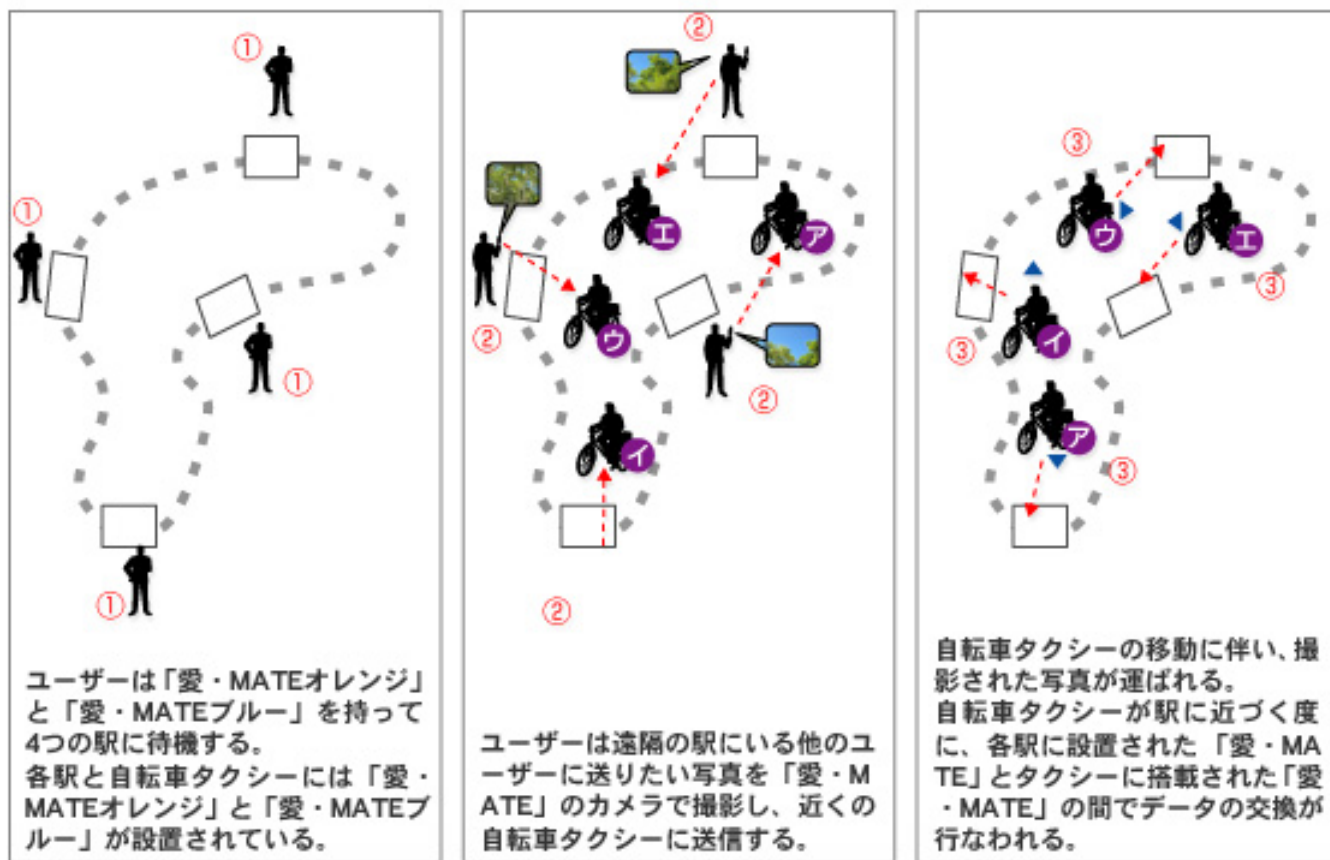 ①
①
①
①
ユーザーは「愛・MATEオレンジ」
と「愛・MATEブルー」を持って
4つの駅に待機する。
各駅と自転車タクシーには「愛・
MATEオレンジ」と「愛・MATEブ
ルー」が設置されている。
②
エ
ア
②
ウ
②
イ
②
ユーザーは遠隔の駅にいる他のユ
ーザーに送りたい写真を「愛・M
ATE」のカメラで撮影し、近くの
自転車タクシーに送信する。
③
ウ
エ
③
イ
③
ア
③
自転車タクシーの移動に伴い、撮
影された写真が運ばれる。
自転車タクシーが駅に近づく度
に、各駅に設置された「愛・MA
TE」とタクシーに搭載された「愛
・MATE」の間でデータの交換が
行なわれる。